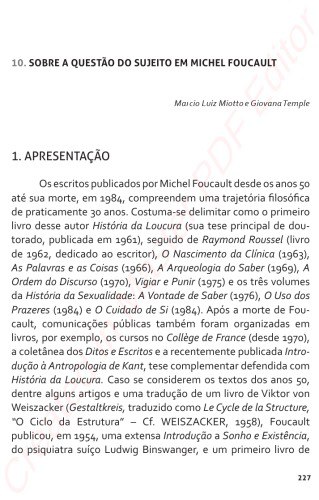 10. SOBRE A QUESTÃO DO SUJEITO EM MICHEL FOUCAULT
Marcio Luiz Miotto e Giovana Temple
1. APRESENTAÇÃO
Os escritos publicados por Michel Foucault desde os anos 50
até sua morte, em 1984, compreendem uma trajetória filosófica
de praticamente 30 anos. Costuma-se delimitar como o primeiro
livro desse autor História da Loucura (sua tese principal de dou-
torado, publicada em 1961), seguido de Raymond Roussel (livro
de 1962, dedicado ao escritor), O Nascimento da Clínica (1963),
As Palavras e as Coisas (1966), A Arqueologia do Saber (1969), A
Ordem do Discurso (1970), Vigiar e Punir (1975) e os três volumes
da História da Sexualidade: A Vontade de Saber (1976), O Uso dos
Prazeres (1984) e O Cuidado de Si (1984). Após a morte de Fou-
cault, comunicações públicas também foram organizadas em
livros, por exemplo, os cursos no Collège de France (desde 1970),
a coletânea dos Ditos e Escritos e a recentemente publicada Intro-
dução à Antropologia de Kant, tese complementar defendida com
História da Loucura. Caso se considerem os textos dos anos 50,
dentre alguns artigos e uma tradução de um livro de Viktor von
Weiszacker (Gestaltkreis, traduzido como Le Cycle de la Structure,
"O Ciclo da Estrutura" – Cf. WEISZACKER, 1958), Foucault
publicou, em 1954, uma extensa Introdução a Sonho e Existência,
do psiquiatra suíço Ludwig Binswanger, e um primeiro livro de
227
PDF Editor